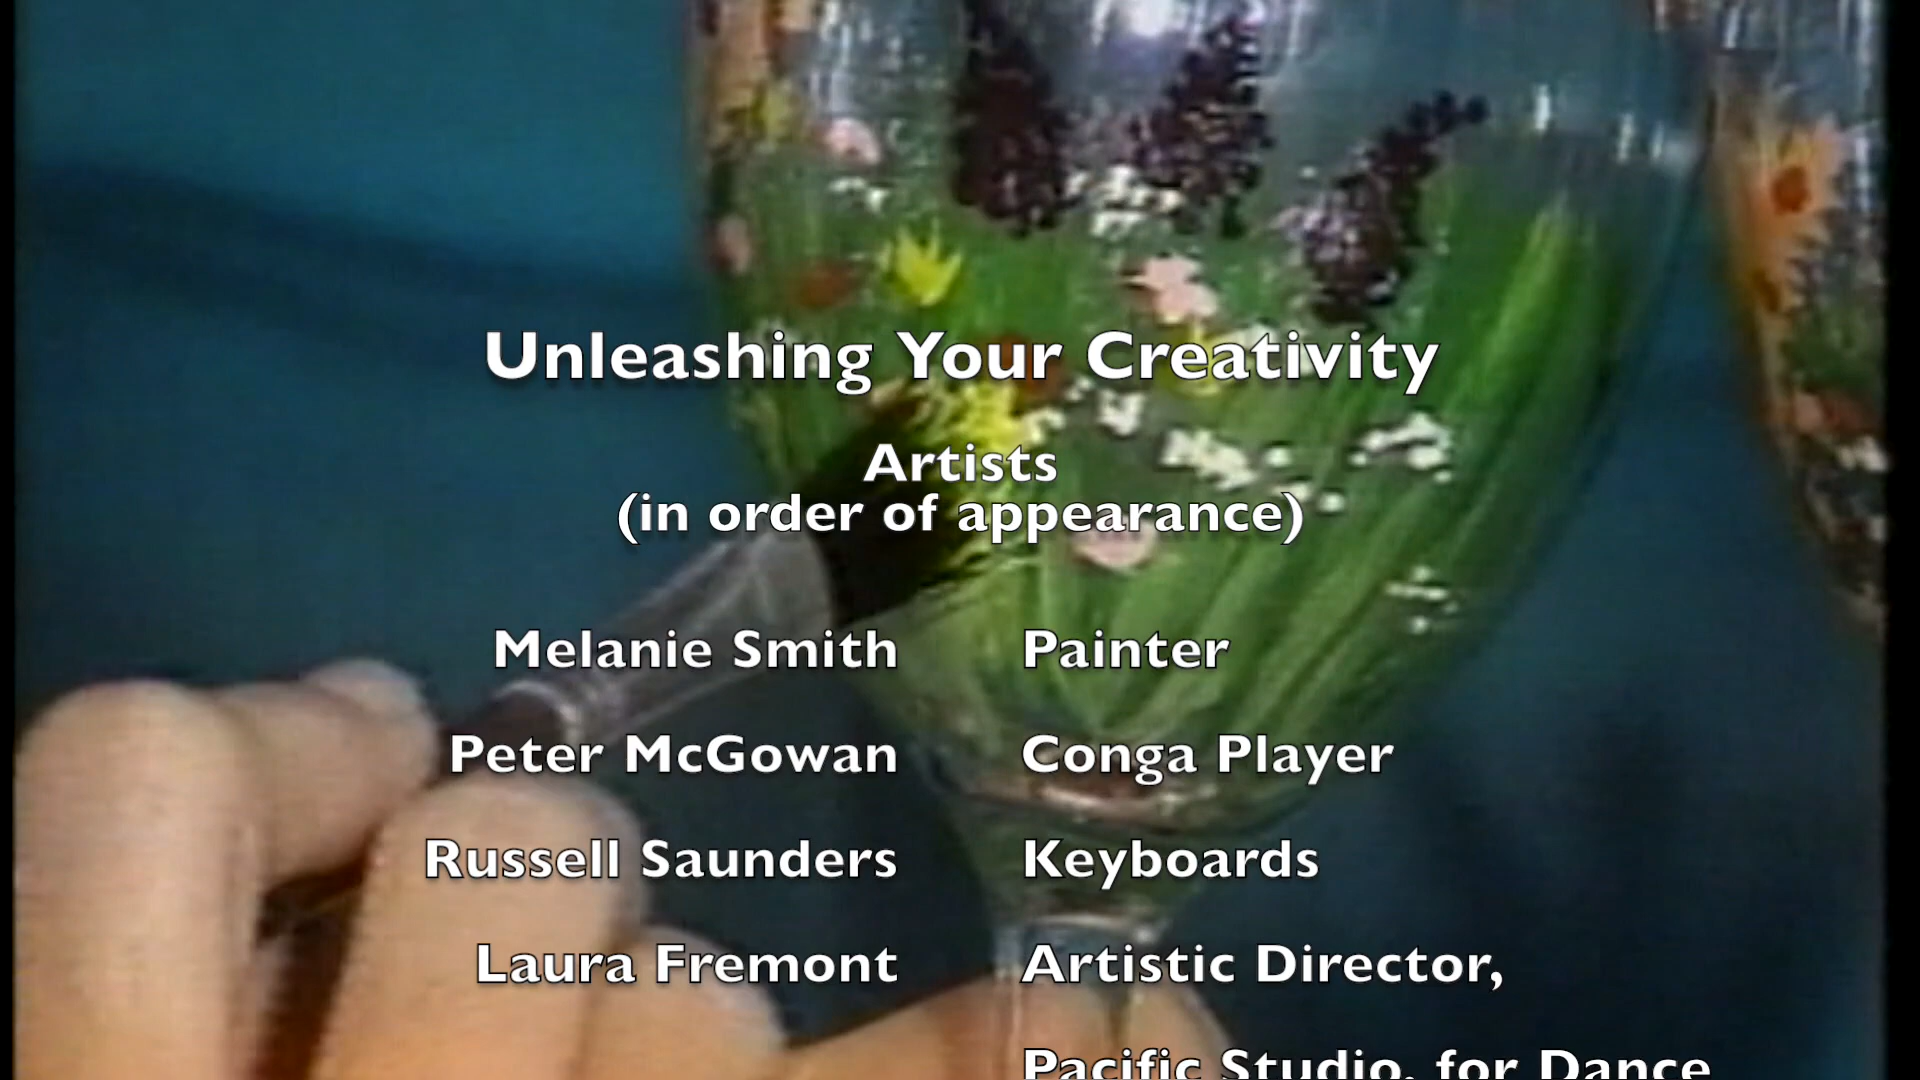 Unleashing Your Creativity
Artists
(in order of appearance)
Melanie Smith Painter
Peter McGowan Conga Player
Russell Saunders Keyboards
Laura Fremont Artistic Director,
Pacific Studio, for Dance